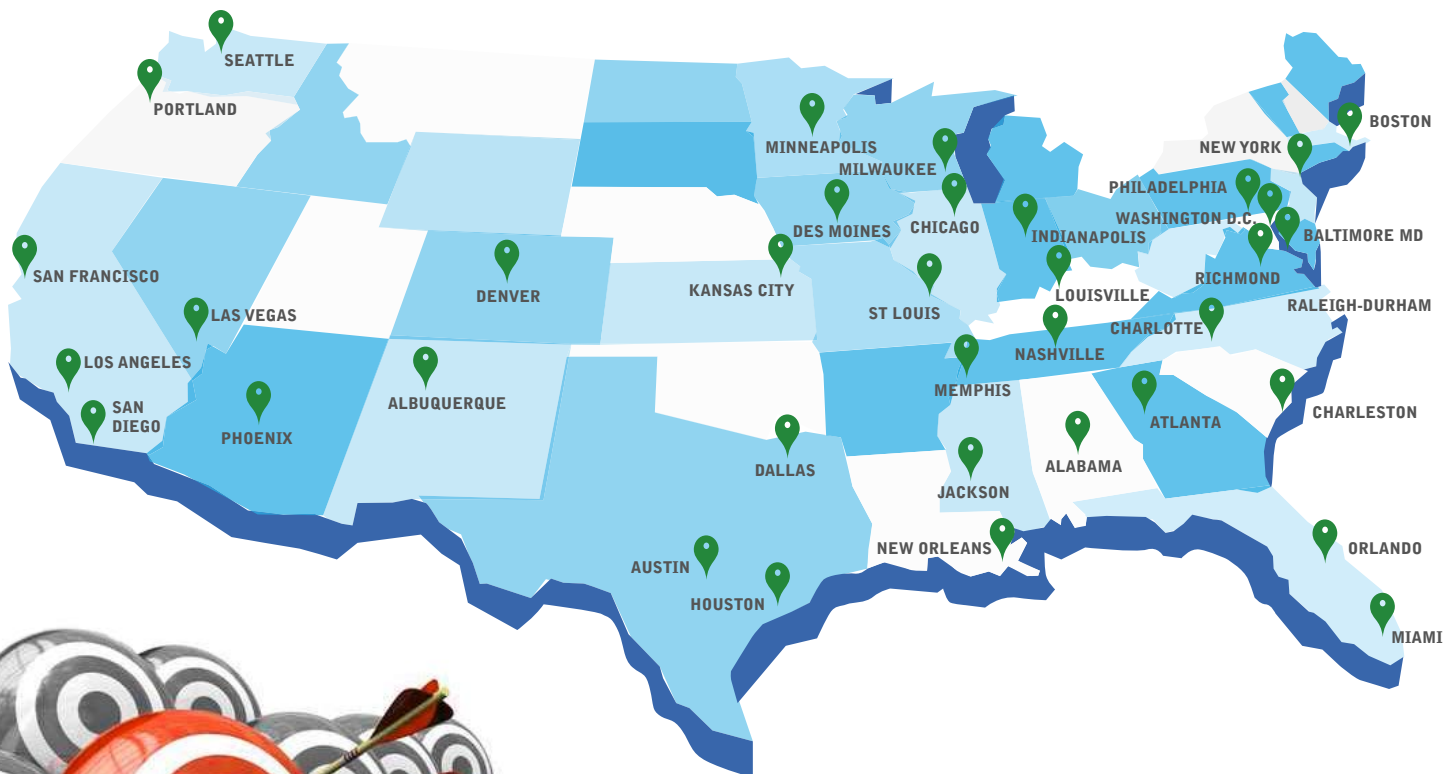 SEATTLE
PORTLAND
BOSTON
MINNEAPOLIS
NEW YORK
MILWAUKEE
PHILADELPHIA
WASHINGTON D.C.
DES MOINES
CHICAGO
INDIANAPOLIS
BALTIMORE MD
SAN FRANCISCO
RICHMOND
DENVER
KANSAS CITY
LOUISVILLE
RALEIGH-DURHAM
LAS VEGAS
ST LOUIS
CHARLOTTE
NASHVILLE
LOS ANGELES
MEMPHIS
ALBUQUERQUE
SAN
DIEGO
CHARLESTON
ATLANTA
PHOENIX
ALABAMA
DALLAS
JACKSON
NEW ORLEANS
ORLANDO
AUSTIN
HOUSTON
MIAMI